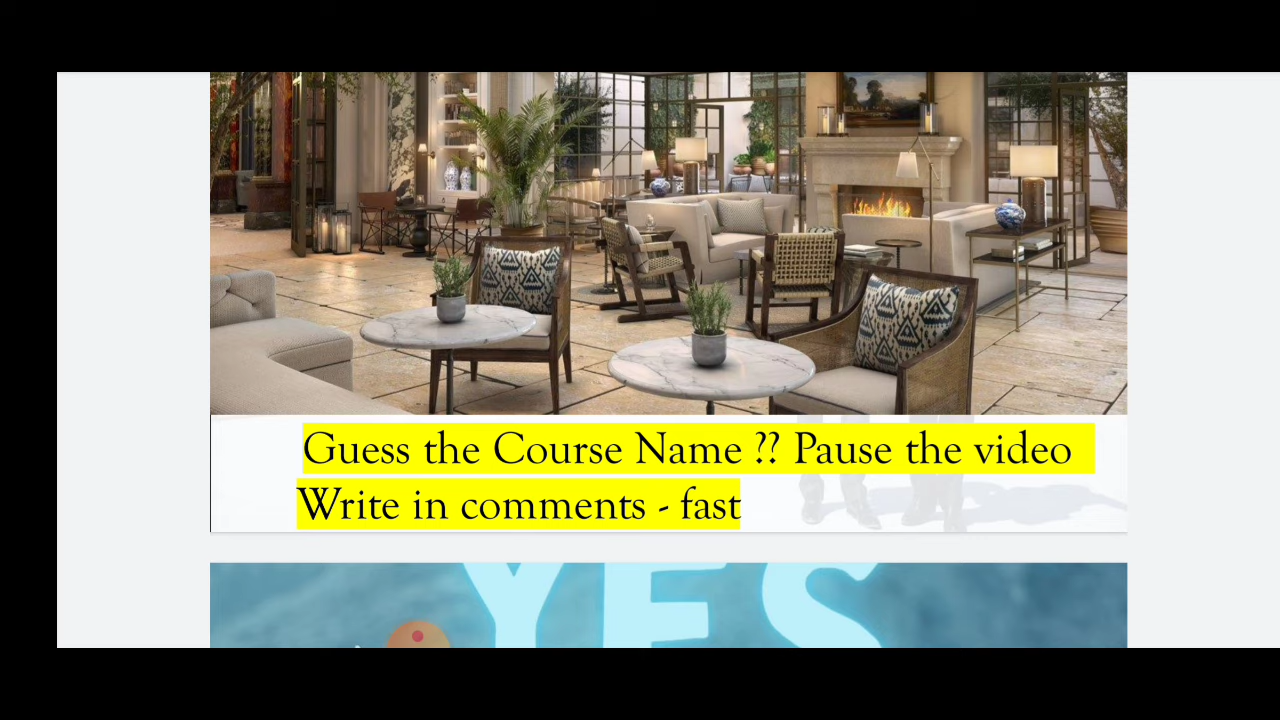 Guess the Course Name ?? Pause the video
Write in comments - fast
YES